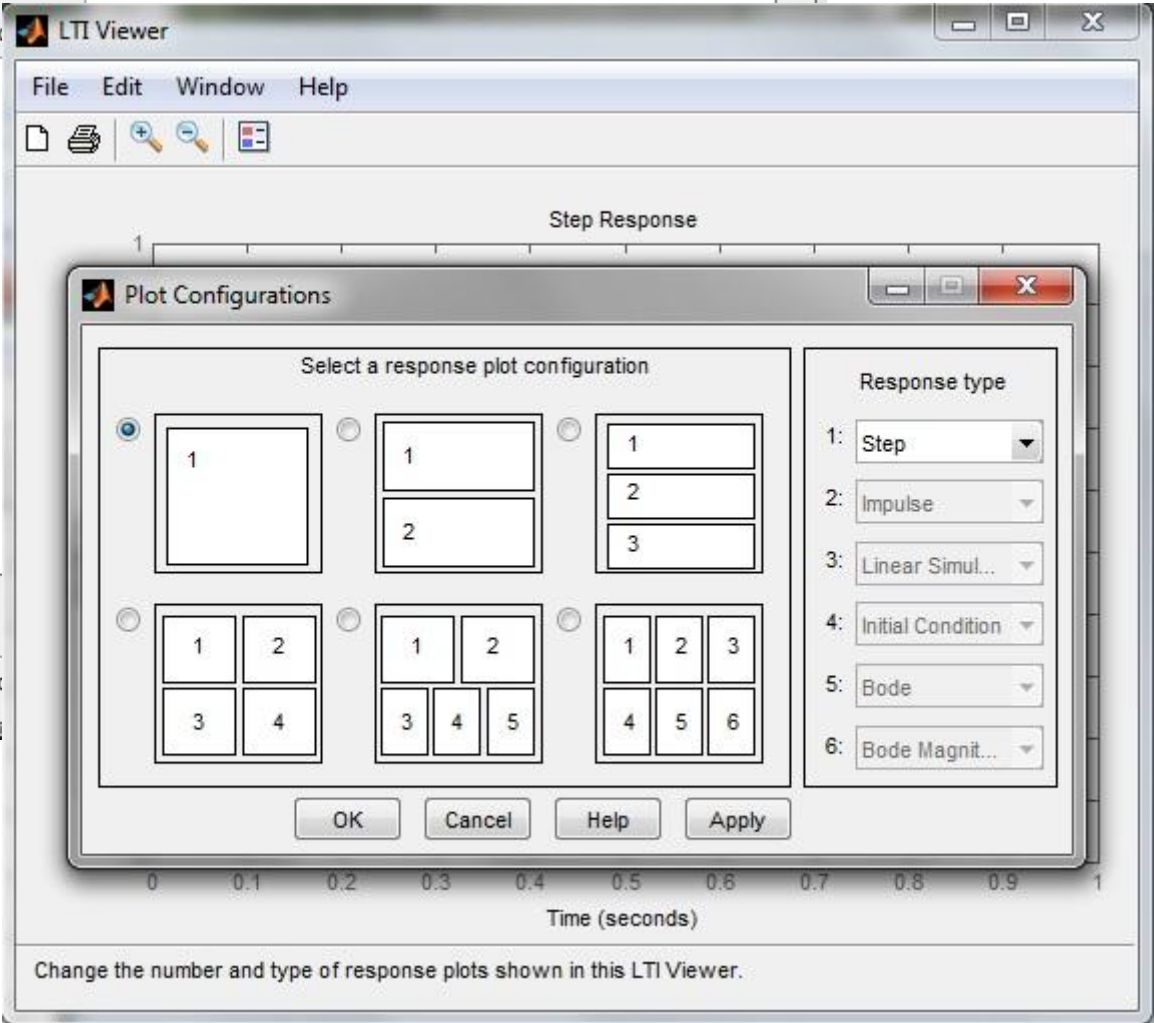 LTI Viewer
File Edit Window Help
Step Response
1
Plot Configurations
Select a response plot configuration
1
1
2
1
2
3
1 2
3 4
1 2
3 4 5
1 2 3
4 5 6
Response type
1: Step
2: Impulse
3: Linear Simul...
4: Initial Condition
5: Bode
6: Bode Magnit...
OK Cancel Help Apply
0 0.1 0.2 0.3 0.4 0.5 0.6 0.7 0.8 0.9 1
Time (seconds)
Change the number and type of response plots shown in this LTI Viewer.